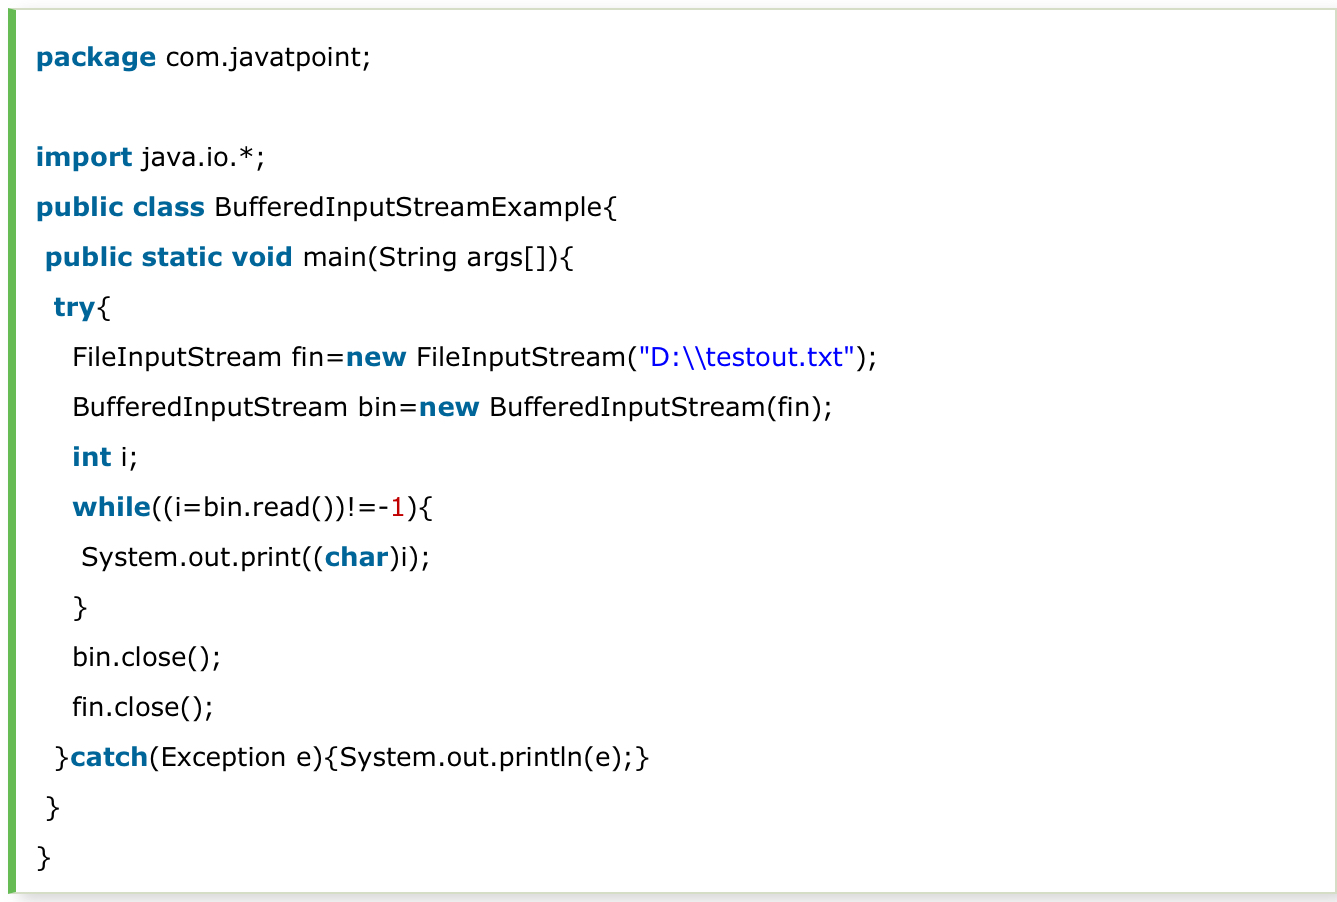 package com.javatpoint;
import java.io.*;
public class BufferedInputStreamExample{
public static void main(String args[]){
try{
FileInputStream fin=new FileInputStream("D:\\testout.txt");
BufferedInputStream bin=new BufferedInputStream(fin);
int i;
while((i=bin.read())!=-1){
System.out.print((char)i);
}
bin.close();
fin.close();
}catch(Exception e){System.out.println(e);}
}
}